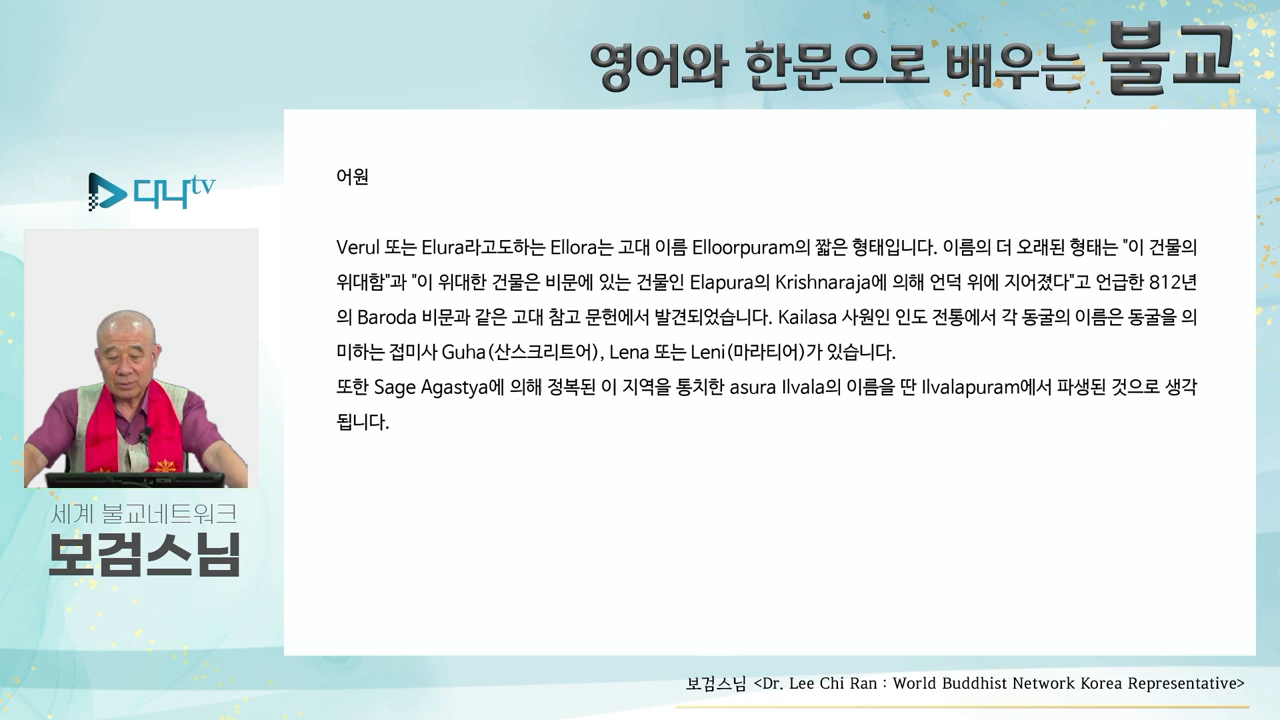 영어와 한문으로 배우는 불교
디나tv
어원
Verul 또는 Elura라고도하는 Ellora는 고대 이름 Elloorpuram의 짧은 형태입니다. 이름의 더 오래된 형태는 "이 건물의
위대함"과 "이 위대한 건물은 비문에 있는 건물인 Elapura의 Krishnaraja에 의해 언덕 위에 지어졌다"고 언급한 812년
의 Baroda 비문과 같은 고대 참고 문헌에서 발견되었습니다. Kailasa 사원인 인도 전통에서 각 동굴의 이름은 동굴을 의
미하는 접미사 Guha(산스크리트어), Lena 또는 Leni(마라티어)가 있습니다.
또한 Sage Agastya에 의해 정복된 이 지역을 통치한 asura Ilvala의 이름을 딴 Ilvalapuram에서 파생된 것으로 생각
됩니다.
세계 불교네트워크
보검스님
보검스님 <Dr. Lee Chi Ran : World Buddhist Network Korea Representative>